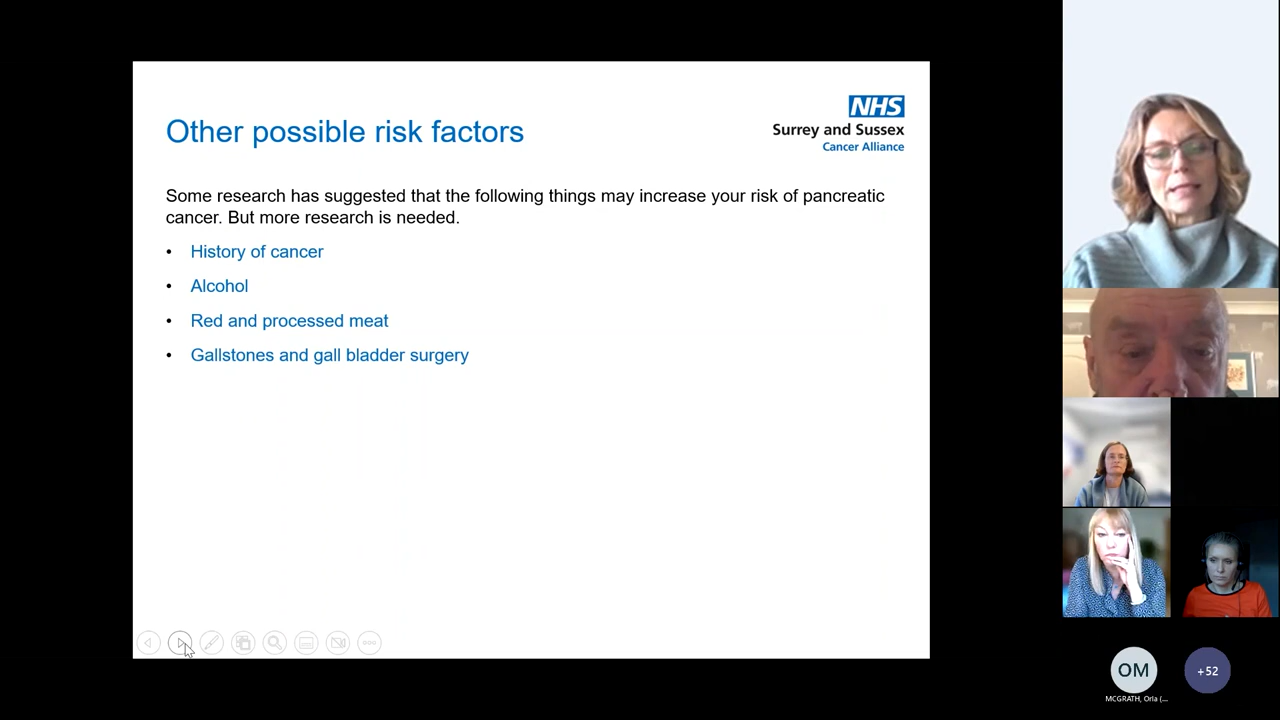 NHS
Surrey and Sussex
Cancer Alliance
Other possible risk factors
Some research has suggested that the following things may increase your risk of pancreatic
cancer. But more research is needed.
• History of cancer
• Alcohol
• Red and processed meat
• Gallstones and gall bladder surgery
OM
+52
MCGRATH, Orla (...